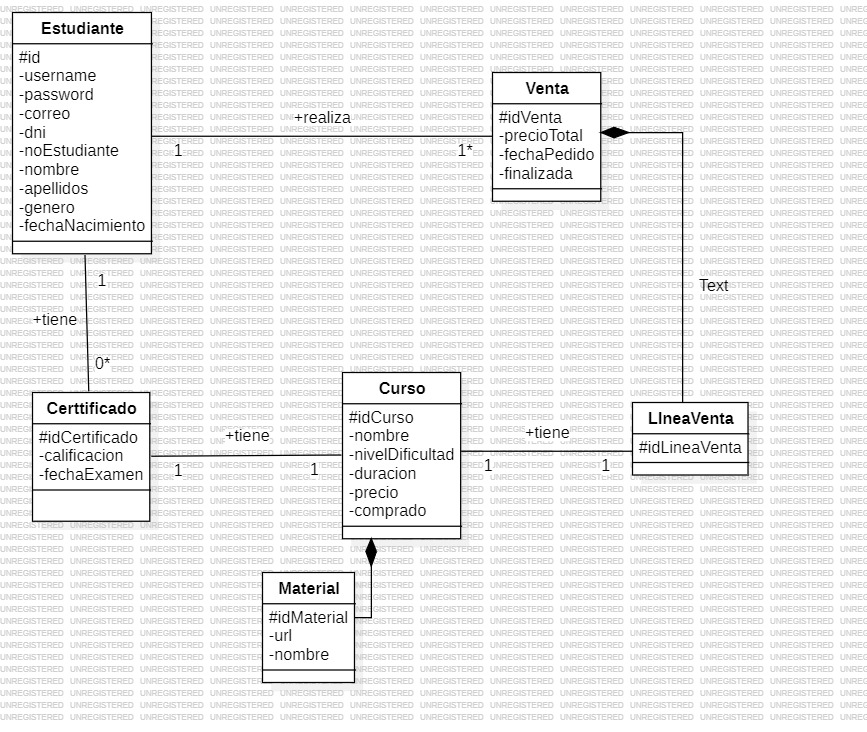 Estudiante
#id
-username
-password
-correo
-dni
-noEstudiante
-nombre
-apellidos
-genero
-fechaNacimiento
+realiza
1
1*
Venta
#idVenta
-precioTotal
-fechaPedido
-finalizada
Text
1
+tiene
0*
Certtificado
#idCertificado
-calificacion
-fechaExamen
+tiene
1
1
Curso
#idCurso
-nombre
-nivelDificultad
-duracion
-precio
-comprado
+tiene
1
1
LIneaVenta
#idLineaVenta
Material
#idMaterial
-url
-nombre
UNREGISTERED